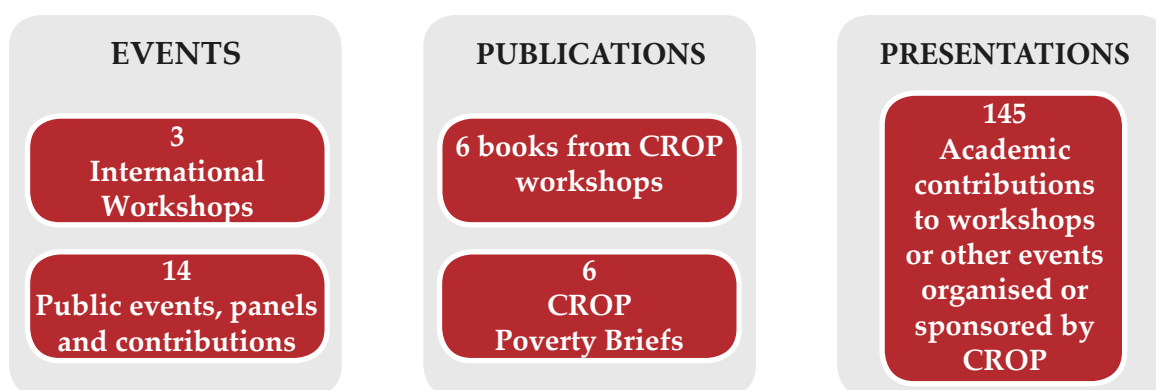 EVENTS
3
International
Workshops
14
Public events, panels
and contributions
PUBLICATIONS
6 books from CROP
workshops
6
CROP
Poverty Briefs
PRESENTATIONS
145
Academic
contributions
to workshops
or other events
organised or
sponsored by
CROP